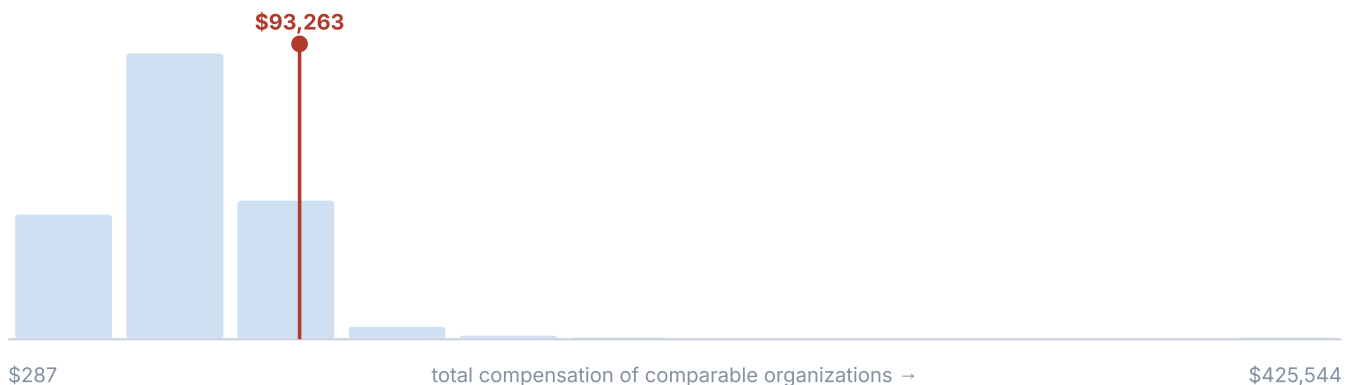 $93,263
$287 total compensation of comparable organizations → $425,544